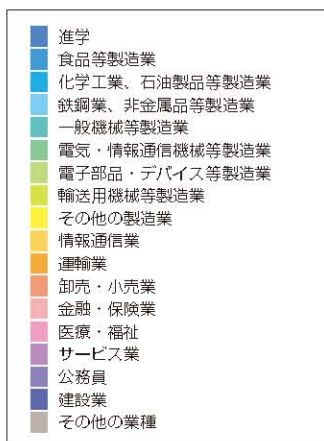 進学
食品等製造業
化学工業、石油製品等製造業
鉄鋼業、非金属品等製造業
一般機械等製造業
電気・情報通信機械等製造業
電子部品・デバイス等製造業
輸送用機械等製造業
その他の製造業
情報通信業
運輸業
卸売・小売業
金融・保険業
医療・福祉
サービス業
公務員
建設業
その他の業種